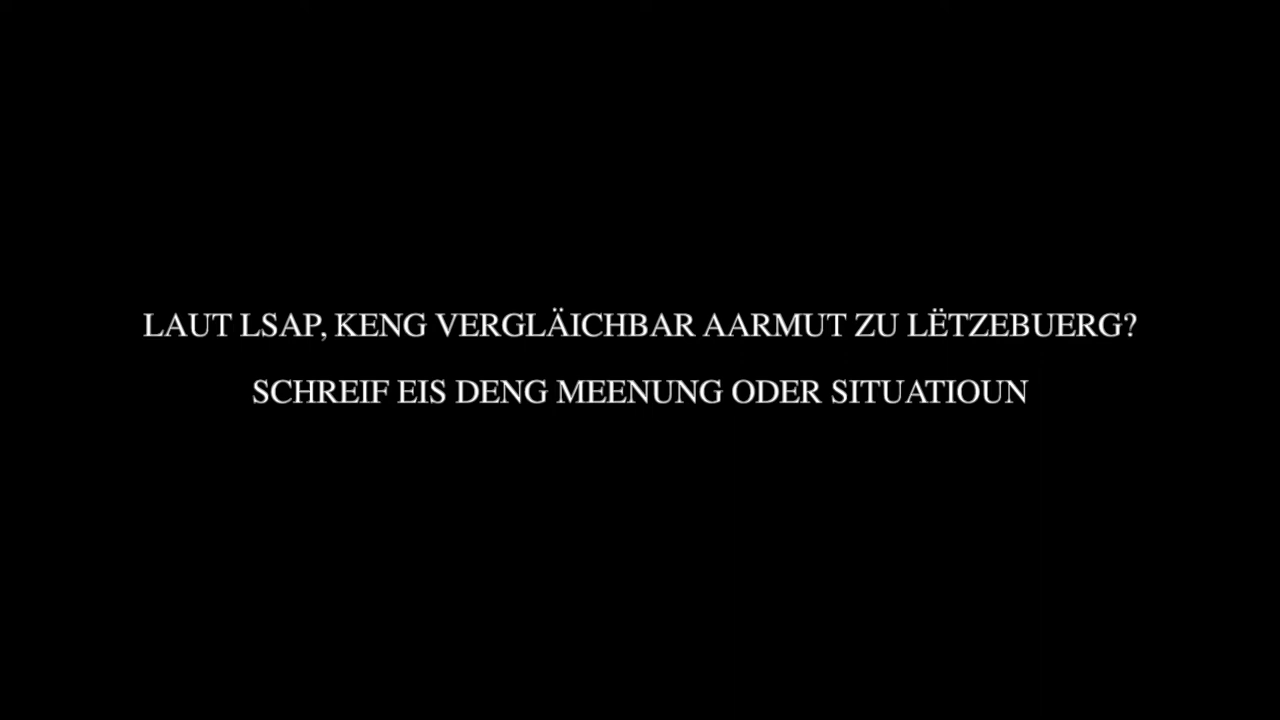 LAUT LSAP, KENG VERGLÄICHBAR AARMUT ZU LËTZEBUERG?
SCHREIF EIS DENG MEENUNG ODER SITUATIOUN